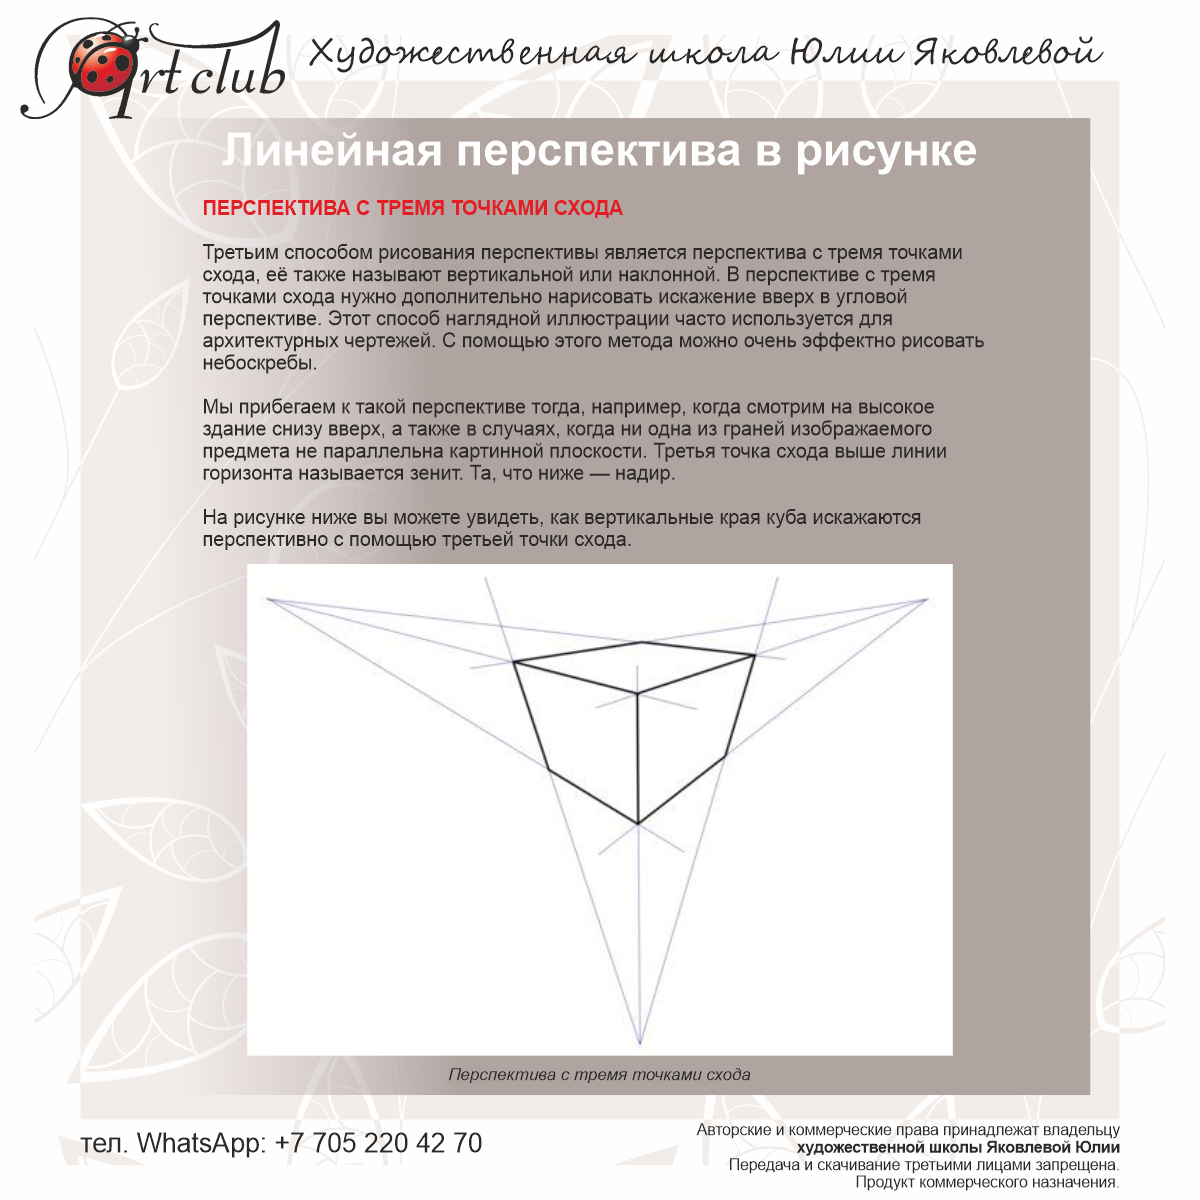 Art club
Художественная школа Юлии Яковлевой
Линейная перспектива в рисунке
ПЕРСПЕКТИВА С ТРЕМЯ ТОЧКАМИ СХОДА
Третьим способом рисования перспективы является перспектива с тремя точками
схода, её также называют вертикальной или наклонной. В перспективе с тремя
точками схода нужно дополнительно нарисовать искажение вверх в угловой
перспективе. Этот способ наглядной иллюстрации часто используется для
архитектурных чертежей. С помощью этого метода можно очень эффектно рисовать
небоскребы.
Мы прибегаем к такой перспективе тогда, например, когда смотрим на высокое
здание снизу вверх, а также в случаях, когда ни одна из граней изображаемого
предмета не параллельна картинной плоскости. Третья точка схода выше линии
горизонта называется зенит. Та, что ниже — надир.
На рисунке ниже вы можете увидеть, как вертикальные края куба искажаются
перспективно с помощью третьей точки схода.
Перспектива с тремя точками схода
тел. WhatsApp: +7 705 220 42 70
Авторские и коммерческие права принадлежат владельцу
художественной школы Яковлевой Юлии
Передача и скачивание третьими лицами запрещена.
Продукт коммерческого назначения.